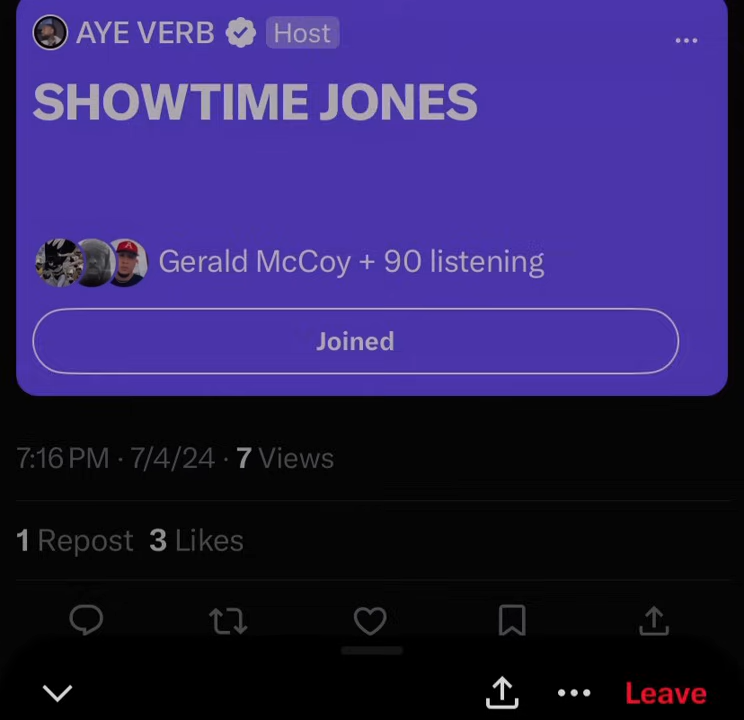 AYE VERB Host
SHOWTIME JONES
Gerald McCoy + 90 listening
Joined
7:16 PM · 7/4/24 · 7 Views
1 Repost 3 Likes
Leave